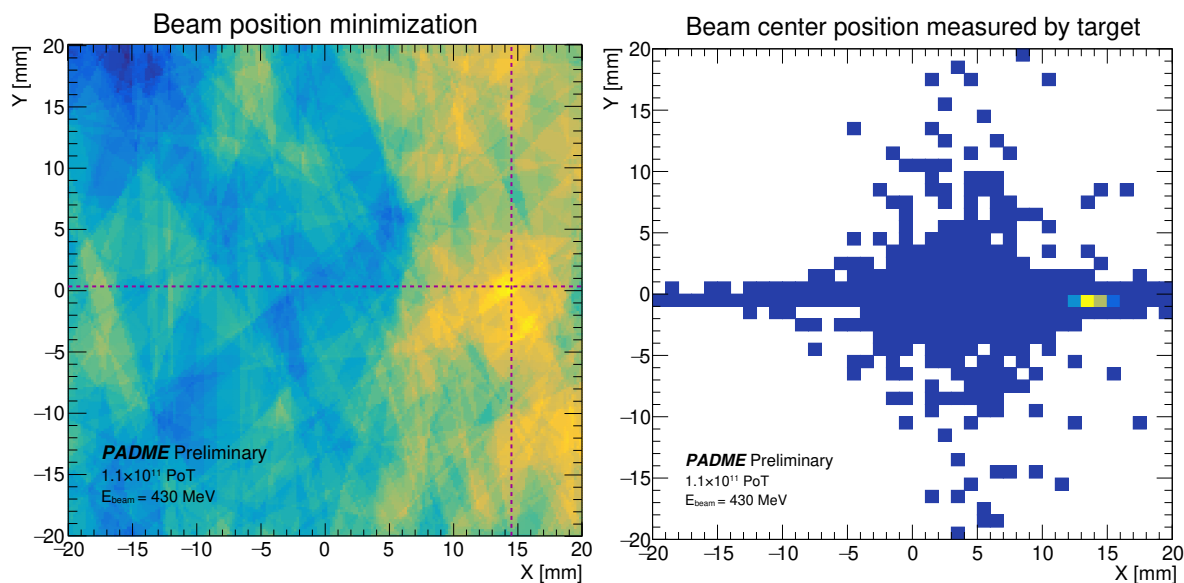 Beam position minimization
Y [mm]
20
15
10
5
0
−5
−10
−15
−20
PADME Preliminary
1.1×10¹¹ PoT
E_beam = 430 MeV
−20 −15 −10 −5 0 5 10 15 20
X [mm]
Beam center position measured by target
Y [mm]
20
15
10
5
0
−5
−10
−15
−20
PADME Preliminary
1.1×10¹¹ PoT
E_beam = 430 MeV
−20 −15 −10 −5 0 5 10 15 20
X [mm]